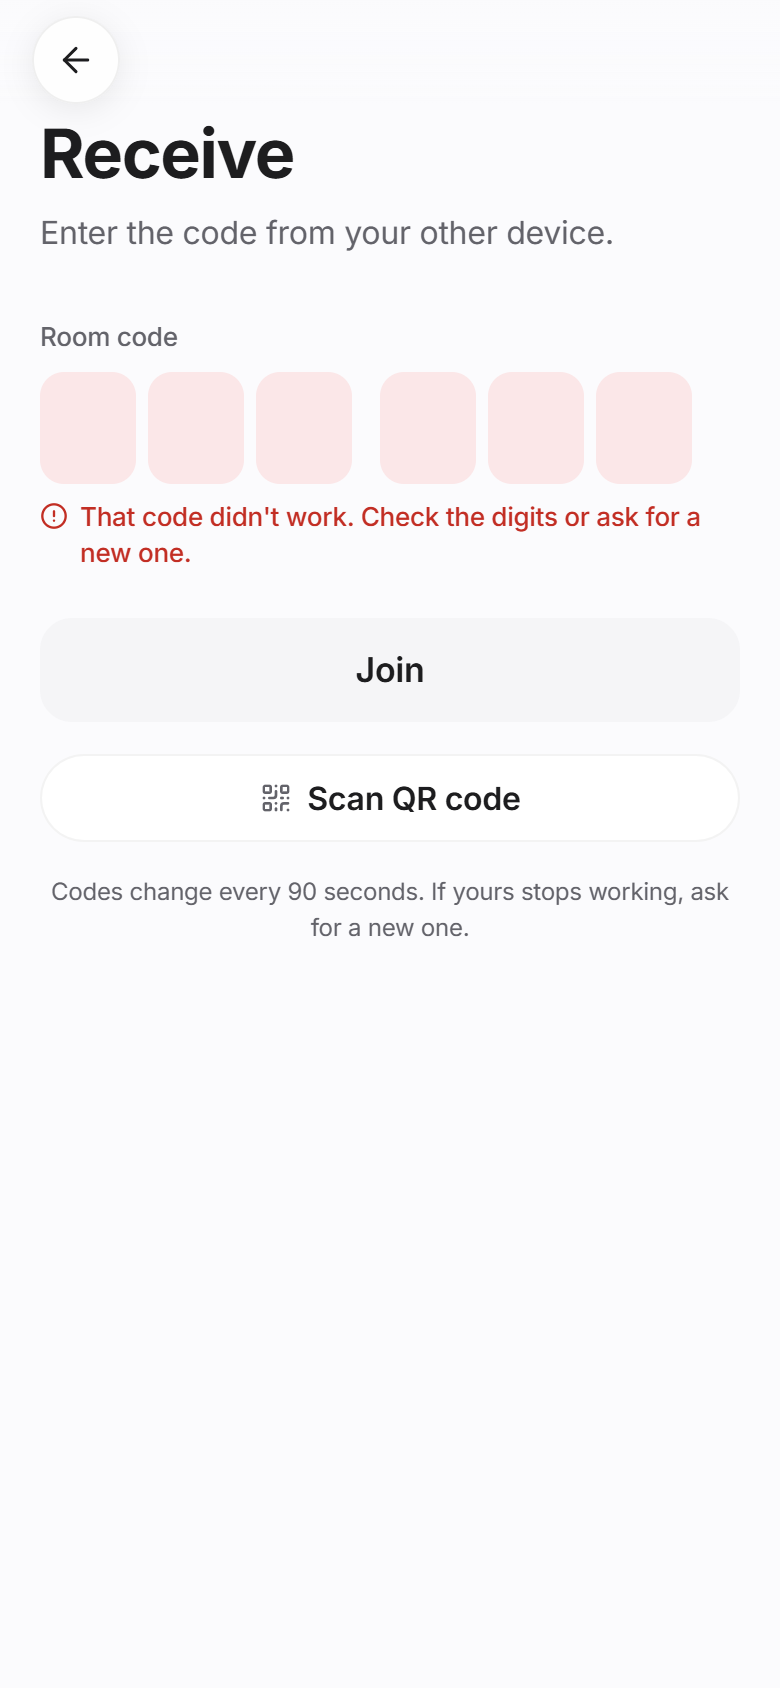 Receive
Enter the code from your other device.
Room code
That code didn't work. Check the digits or ask for a
new one.
Join
Scan QR code
Codes change every 90 seconds. If yours stops working, ask
for a new one.